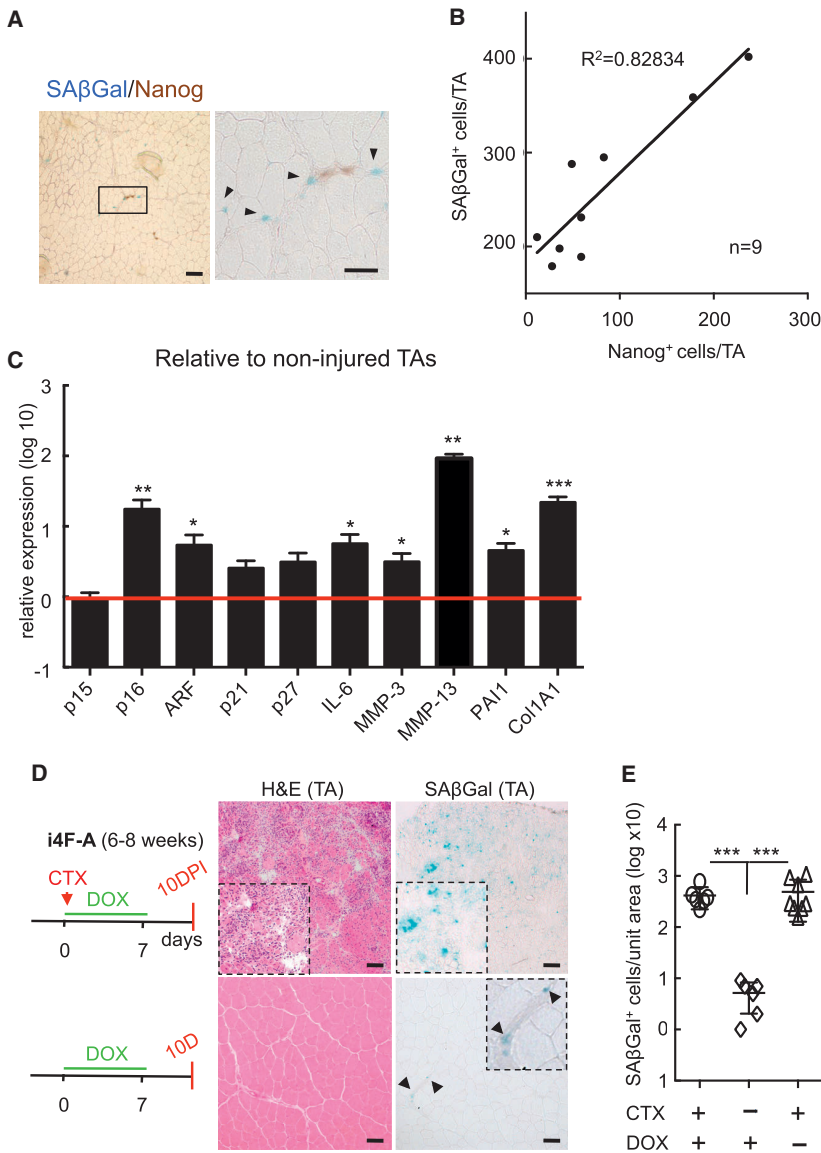 A
SAβGal/Nanog
B
SAβGal⁺ cells/TA
400
300
200
R²=0.82834
n=9
0 100 200 300
Nanog⁺ cells/TA
C
Relative to non-injured TAs
relative expression (log 10)
3
2
1
0
-1
** * * * ** * ***
p15 p16 ARF p21 p27 IL-6 MMP-3 MMP-13 PAI1 Col1A1
D
H&E (TA) SAβGal (TA)
i4F-A (6-8 weeks)
CTX
DOX
10DPI
0 7 days
DOX
10D
0 7
E
SAβGal⁺ cells/unit area (log x10)
4
3
2
1
0
1
*** ***
CTX + − +
DOX + + −